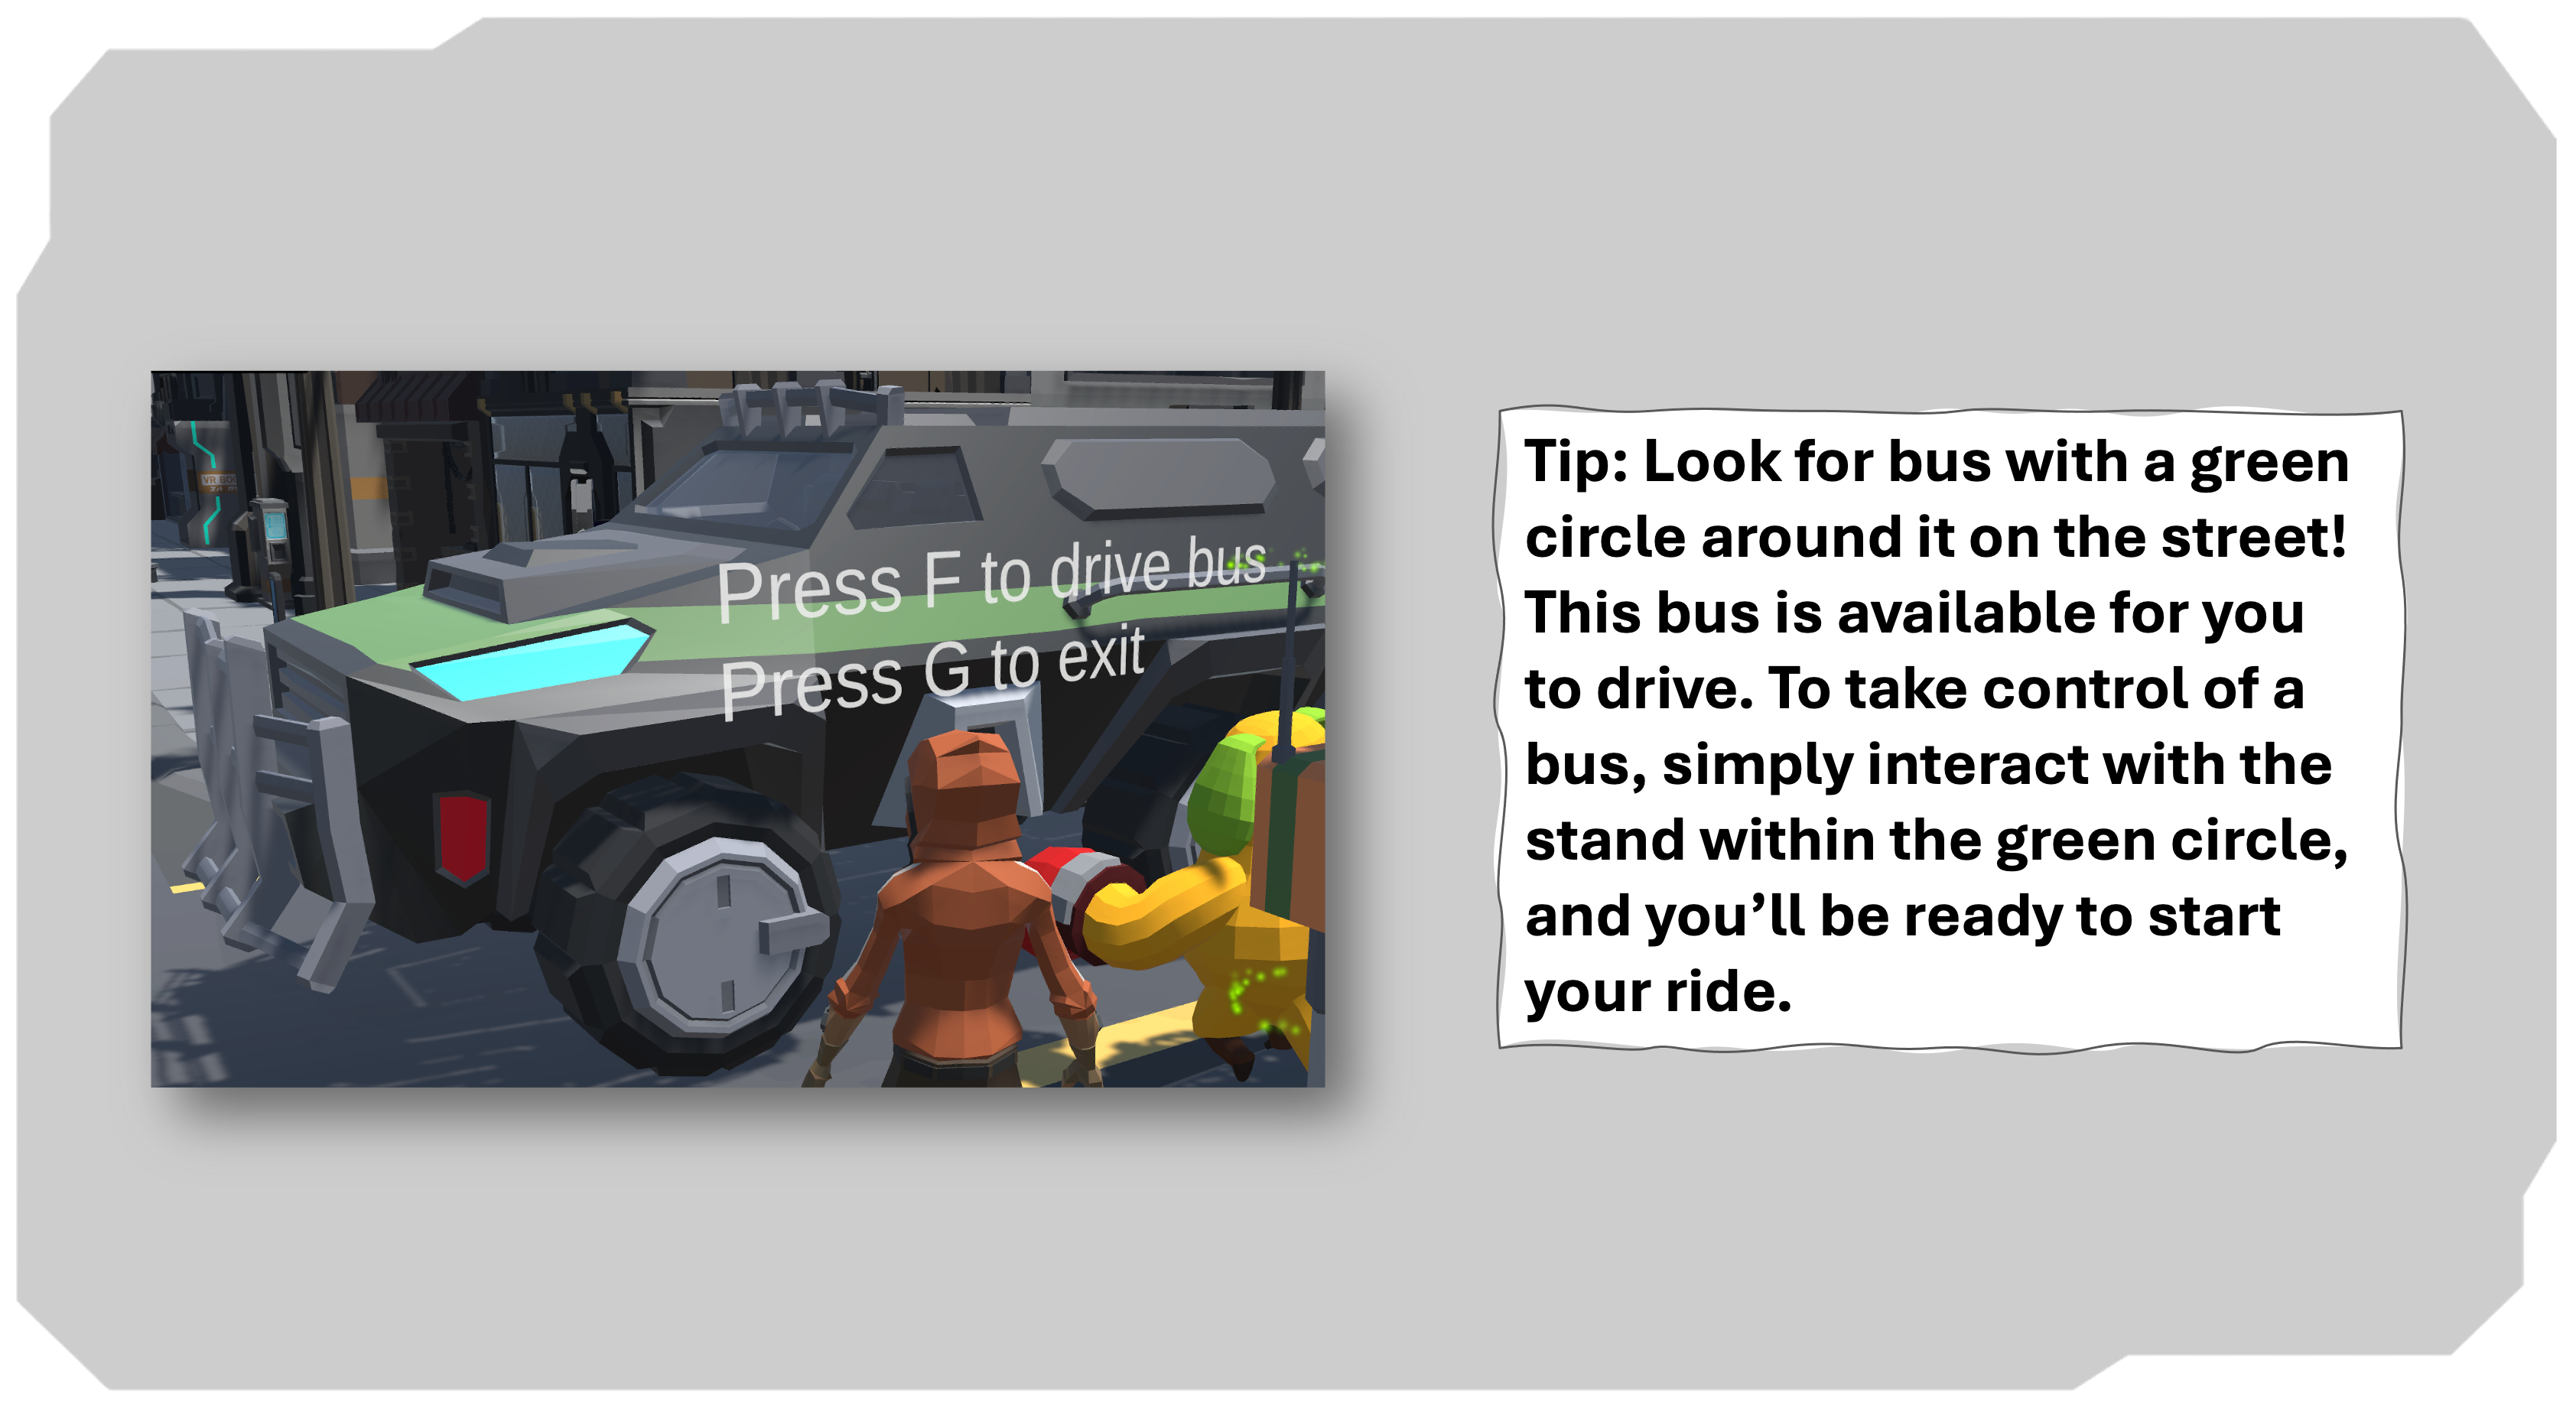 Press F to drive bus
Press G to exit
Tip: Look for bus with a green
circle around it on the street!
This bus is available for you
to drive. To take control of a
bus, simply interact with the
stand within the green circle,
and you’ll be ready to start
your ride.